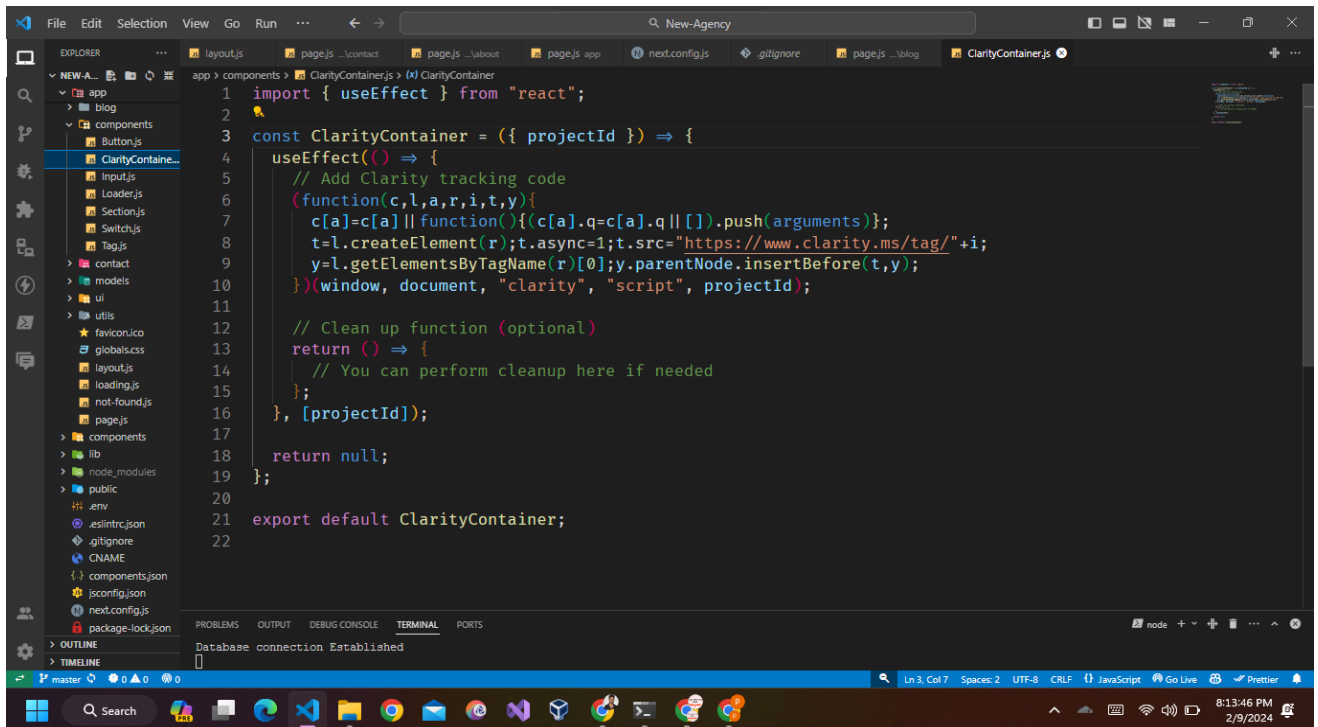 File Edit Selection View Go Run ··· New-Agency
EXPLORER ··· layout.js page.js ...\contact page.js ...\about page.js app next.config.js .gitignore page.js ...\blog ClarityContainer.js
NEW-A... app > components > ClarityContainer.js > ClarityContainer
app
blog
components
Button.js
ClarityContaine...
Input.js
Loader.js
Section.js
Switch.js
Tag.js
contact
models
ui
utils
favicon.ico
globals.css
layout.js
loading.js
not-found.js
page.js
components
lib
node_modules
public
.env
.eslintrc.json
.gitignore
CNAME
components.json
jsconfig.json
next.config.js
package-lock.json
OUTLINE
TIMELINE
1 import { useEffect } from "react";
2
3 const ClarityContainer = ({ projectId }) => {
4 useEffect(() => {
5 // Add Clarity tracking code
6 (function(c,l,a,r,i,t,y){
7 c[a]=c[a]||function(){(c[a].q=c[a].q||[]).push(arguments)};
8 t=l.createElement(r);t.async=1;t.src="https://www.clarity.ms/tag/"+i;
9 y=l.getElementsByTagName(r)[0];y.parentNode.insertBefore(t,y);
10 })(window, document, "clarity", "script", projectId);
11
12 // Clean up function (optional)
13 return () => {
14 // You can perform cleanup here if needed
15 };
16 }, [projectId]);
17
18 return null;
19 };
20
21 export default ClarityContainer;
22
PROBLEMS OUTPUT DEBUG CONSOLE TERMINAL PORTS node
Database connection Established
master 0 0 0 Ln 3, Col 7 Spaces: 2 UTF-8 CRLF {} JavaScript Go Live Prettier
Search PRE 8:13:46 PM
2/9/2024